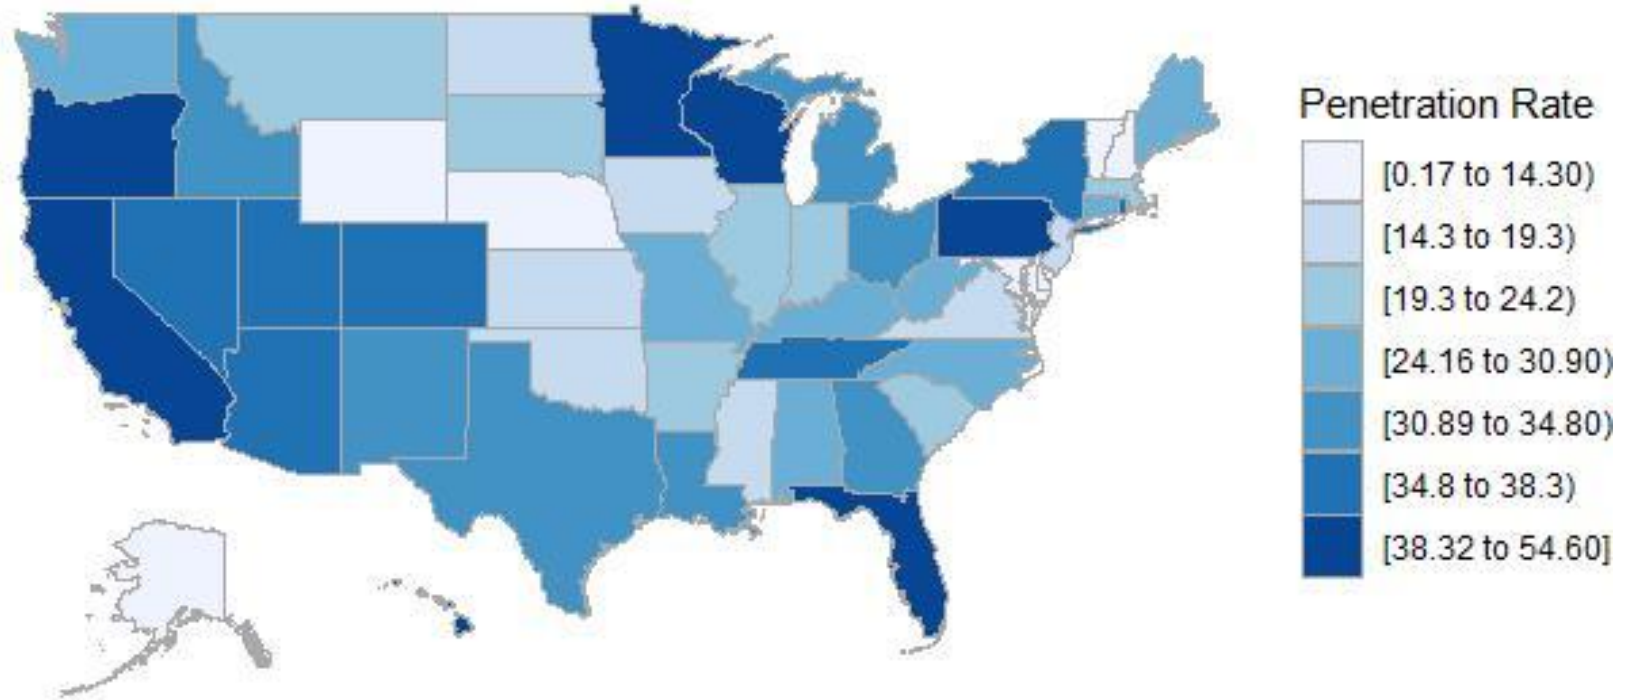 Penetration Rate
[0.17 to 14.30)
[14.3 to 19.3)
[19.3 to 24.2)
[24.16 to 30.90)
[30.89 to 34.80)
[34.8 to 38.3)
[38.32 to 54.60]